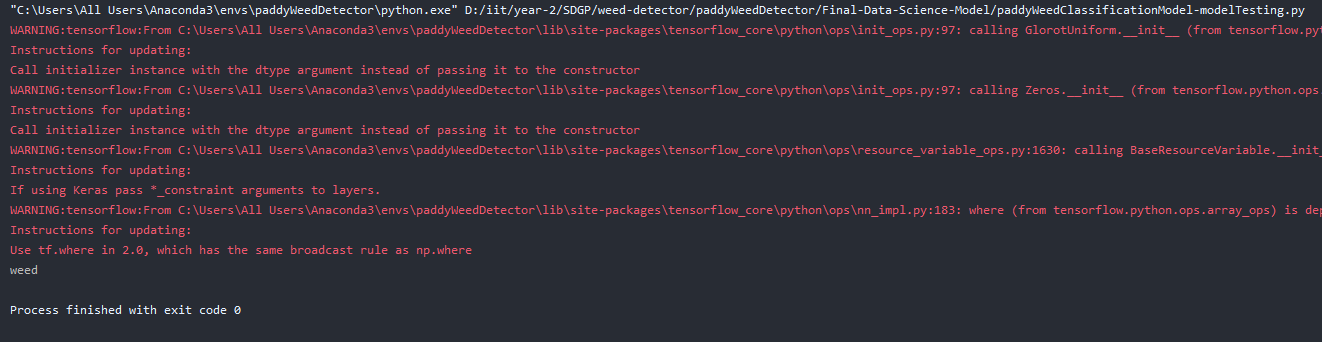 "C:\Users\All Users\Anaconda3\envs\paddyWeedDetector\python.exe" D:/iit/year-2/SDGP/weed-detector/paddyWeedDetector/Final-Data-Science-Model/paddyWeedClassificationModel-modelTesting.py
WARNING:tensorflow:From C:\Users\All Users\Anaconda3\envs\paddyWeedDetector\lib\site-packages\tensorflow_core\python\ops\init_ops.py:97: calling GlorotUniform.__init__ (from tensorflow.pyt
Instructions for updating:
Call initializer instance with the dtype argument instead of passing it to the constructor
WARNING:tensorflow:From C:\Users\All Users\Anaconda3\envs\paddyWeedDetector\lib\site-packages\tensorflow_core\python\ops\init_ops.py:97: calling Zeros.__init__ (from tensorflow.python.ops
Instructions for updating:
Call initializer instance with the dtype argument instead of passing it to the constructor
WARNING:tensorflow:From C:\Users\All Users\Anaconda3\envs\paddyWeedDetector\lib\site-packages\tensorflow_core\python\ops\resource_variable_ops.py:1630: calling BaseResourceVariable.__init_
Instructions for updating:
If using Keras pass *_constraint arguments to layers.
WARNING:tensorflow:From C:\Users\All Users\Anaconda3\envs\paddyWeedDetector\lib\site-packages\tensorflow_core\python\ops\nn_impl.py:183: where (from tensorflow.python.ops.array_ops) is dep
Instructions for updating:
Use tf.where in 2.0, which has the same broadcast rule as np.where
weed
Process finished with exit code 0